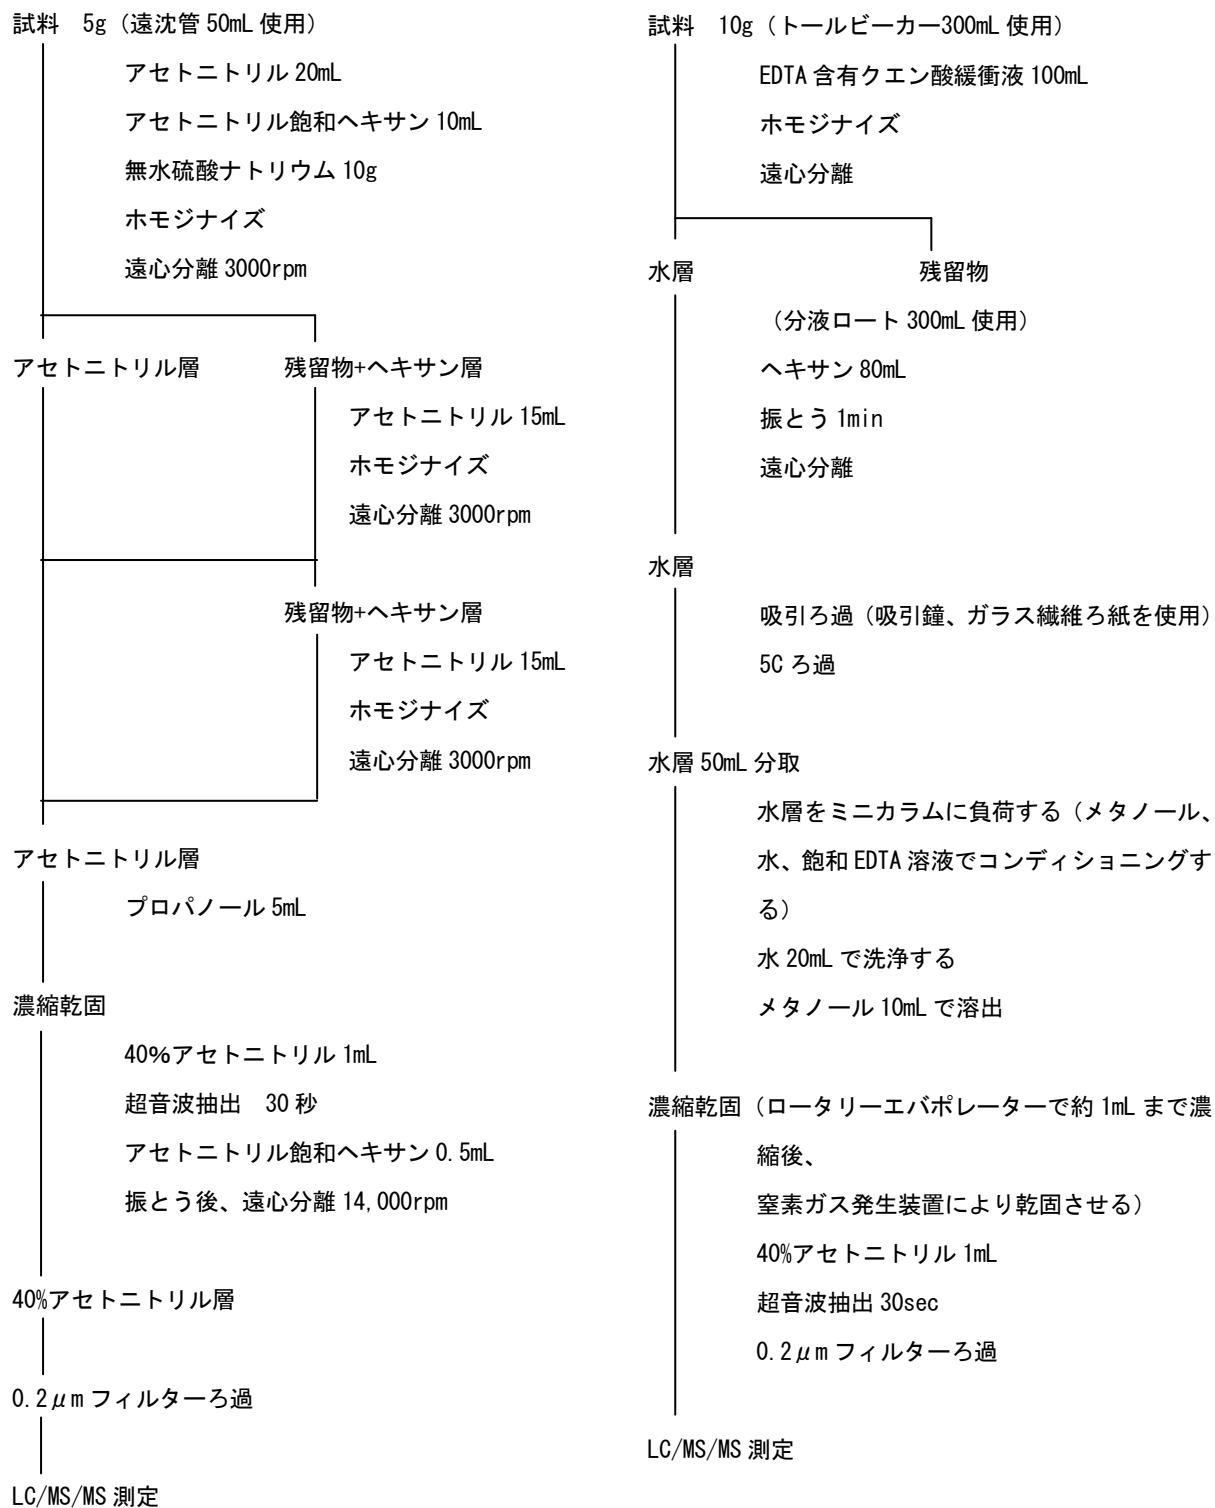 試料　5g（遠沈管 50mL 使用）
アセトニトリル 20mL
アセトニトリル飽和ヘキサン 10mL
無水硫酸ナトリウム 10g
ホモジナイズ
遠心分離 3000rpm
アセトニトリル層
残留物+ヘキサン層
アセトニトリル 15mL
ホモジナイズ
遠心分離 3000rpm
残留物+ヘキサン層
アセトニトリル 15mL
ホモジナイズ
遠心分離 3000rpm
アセトニトリル層
プロパノール 5mL
濃縮乾固
40％アセトニトリル 1mL
超音波抽出　30 秒
アセトニトリル飽和ヘキサン 0.5mL
振とう後、遠心分離 14,000rpm
40%アセトニトリル層
0.2μm フィルターろ過
LC/MS/MS 測定
試料　10g（トールビーカー300mL 使用）
EDTA 含有クエン酸緩衝液 100mL
ホモジナイズ
遠心分離
水層
残留物
（分液ロート 300mL 使用）
ヘキサン 80mL
振とう 1min
遠心分離
水層
吸引ろ過（吸引鐘、ガラス繊維ろ紙を使用）
5C ろ過
水層 50mL 分取
水層をミニカラムに負荷する（メタノール、
水、飽和 EDTA 溶液でコンディショニングす
る）
水 20mL で洗浄する
メタノール 10mL で溶出
濃縮乾固（ロータリーエバポレーターで約 1mL まで濃
縮後、
窒素ガス発生装置により乾固させる）
40%アセトニトリル 1mL
超音波抽出 30sec
0.2μm フィルターろ過
LC/MS/MS 測定